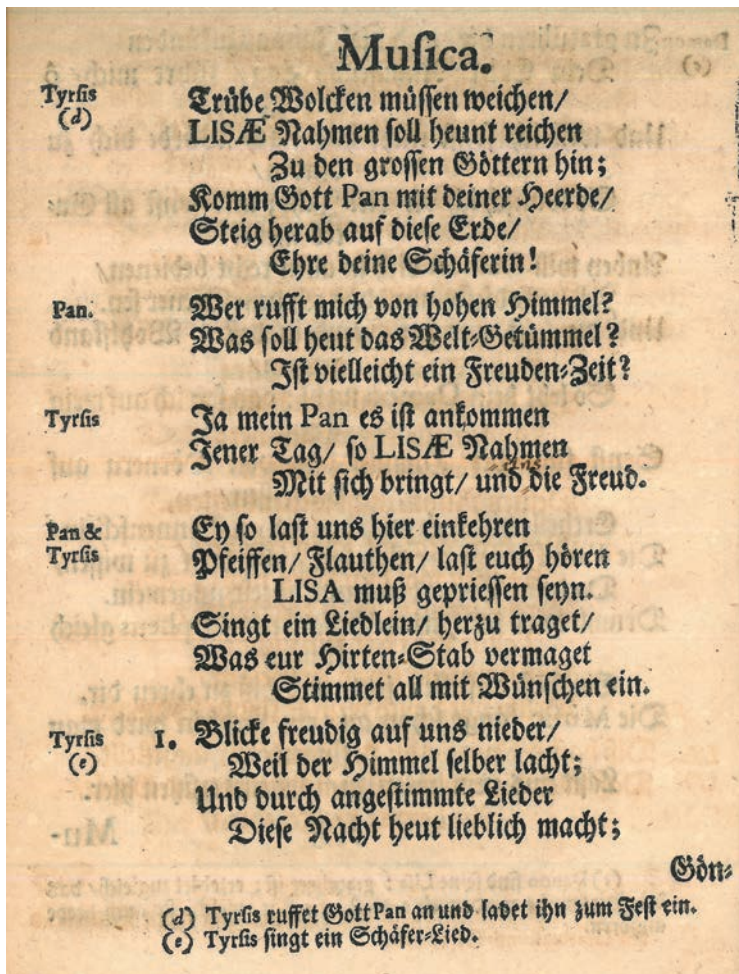 Muſica.
Tyrſis Trübe Wolcken müſſen weichen/
(d) LISÆ Nahmen ſoll heunt reichen
Zu den groſſen Göttern hin;
Komm Gott Pan mit deiner Heerde/
Steig herab auf dieſe Erde/
Ehre deine Schäferin!
Pan. Wer rufft mich von hohen Himmel?
Was ſoll heut das Welt-Getümmel?
Iſt vielleicht ein Freuden-Zeit?
Tyrſis Ja mein Pan es iſt ankommen
Jener Tag/ ſo LISÆ Nahmen
uns
Mit ſich bringt/ und die Freud.
Pan & Ey ſo laſt uns hier einkehren
Tyrſis Pfeiffen/ Flauthen/ laſt euch hören
LISA muß geprieſſen ſeyn.
Singt ein Liedlein/ herzu traget/
Was eur Hirten-Stab vermaget
Stimmet all mit Wünſchen ein.
Tyrſis 1. Blicke freudig auf uns nieder/
(e) Weil der Himmel ſelber lacht;
Und durch angeſtimmte Lieder
Dieſe Nacht heut lieblich macht;
Gön-
(d) Tyrſis ruffet Gott Pan an und ladet ihn zum Feſt ein.
(e) Tyrſis ſingt ein Schäfer-Lied.